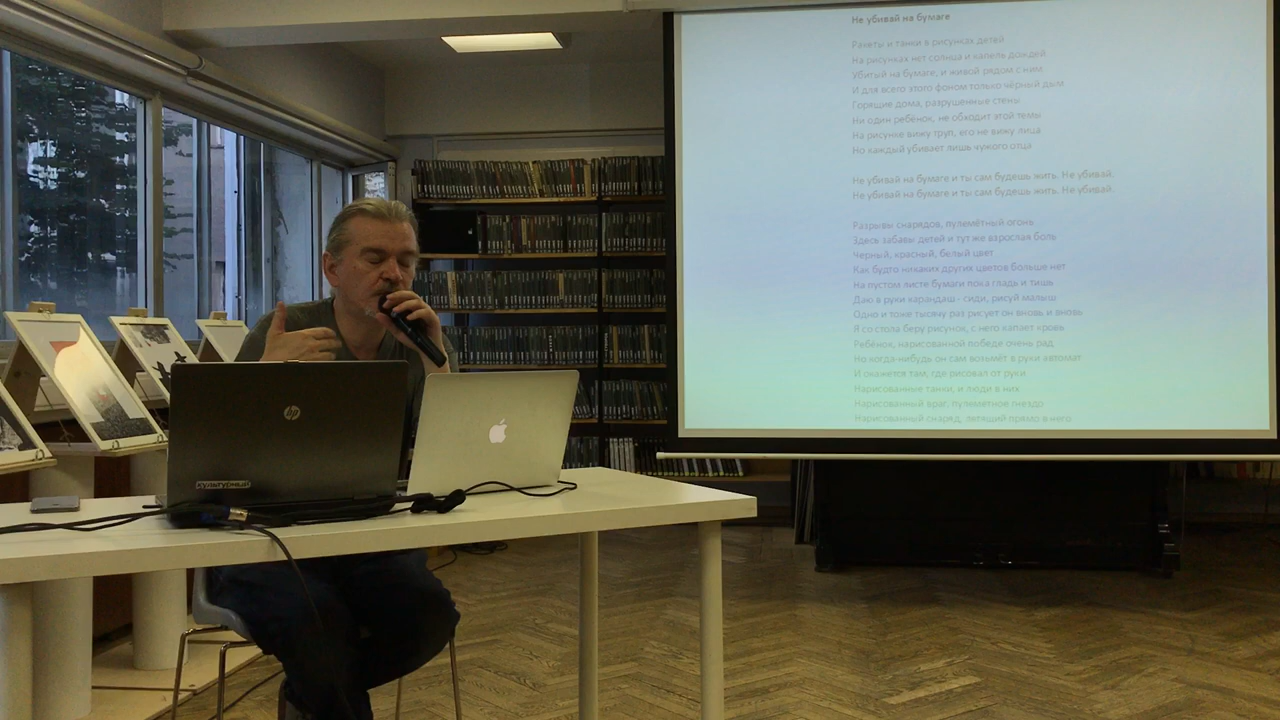 Не убивай на бумаге
Ракеты и танки в рисунках детей
На рисунках нет солнца и капель дождей
Убитый на бумаге, и живой рядом с ним
И для всего этого фоном только чёрный дым
Горящие дома, разрушенные стены
Ни один ребёнок, не обходит этой темы
На рисунке вижу труп, его не вижу лица
Но каждый убивает лишь чужого отца
Не убивай на бумаге и ты сам будешь жить. Не убивай.
Не убивай на бумаге и ты сам будешь жить. Не убивай.
Разрывы снарядов, пулемётный огонь
Здесь забавы детей и тут же взрослая боль
Черный, красный, белый цвет
Как будто никаких других цветов больше нет
На пустом листе бумаги пока гладь и тишь
Даю в руки карандаш - сиди, рисуй малыш
Одно и тоже тысячу раз рисует он вновь и вновь
Я со стола беру рисунок, с него капает кровь
Ребёнок, нарисованной победе очень рад
Но когда-нибудь он сам возьмёт в руки автомат
И окажется там, где рисовал от руки
Нарисованные танки, и люди в них
Нарисованный враг, пулеметное гнездо
Нарисованный снаряд, летящий прямо в него
hp
культурный